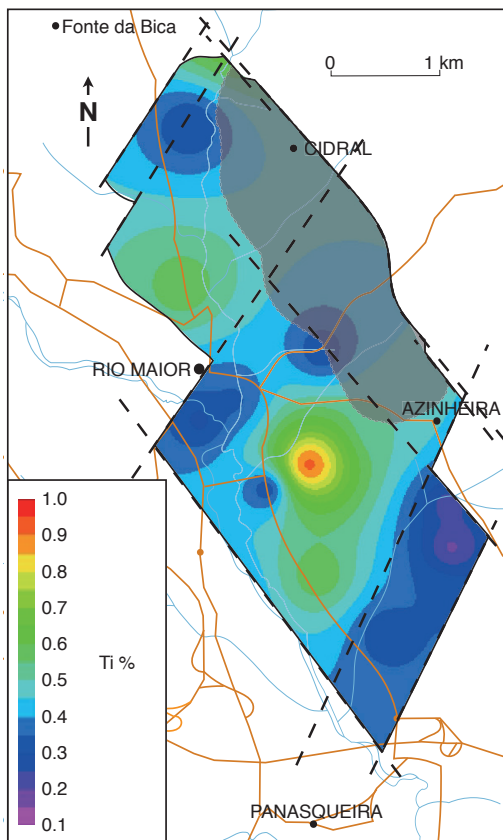 Fonte da Bica
0 1 km
N
CIDRAL
RIO MAIOR
AZINHEIRA
1.0
0.9
0.8
0.7
0.6
Ti %
0.5
0.4
0.3
0.2
0.1
PANASQUEIRA